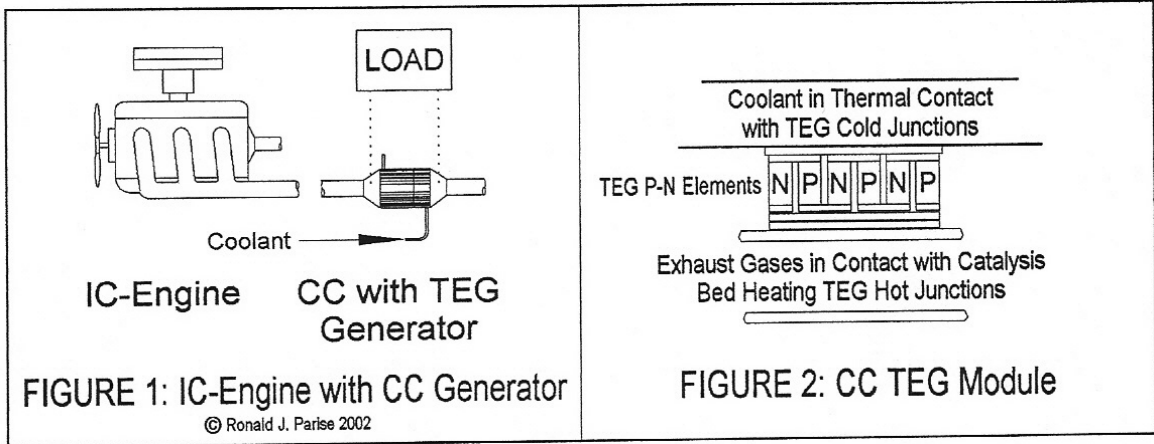 LOAD
Coolant
IC-Engine
CC with TEG
Generator
FIGURE 1: IC-Engine with CC Generator
© Ronald J. Parise 2002
Coolant in Thermal Contact
with TEG Cold Junctions
TEG P-N Elements
N P N P N P
Exhaust Gases in Contact with Catalysis
Bed Heating TEG Hot Junctions
FIGURE 2: CC TEG Module